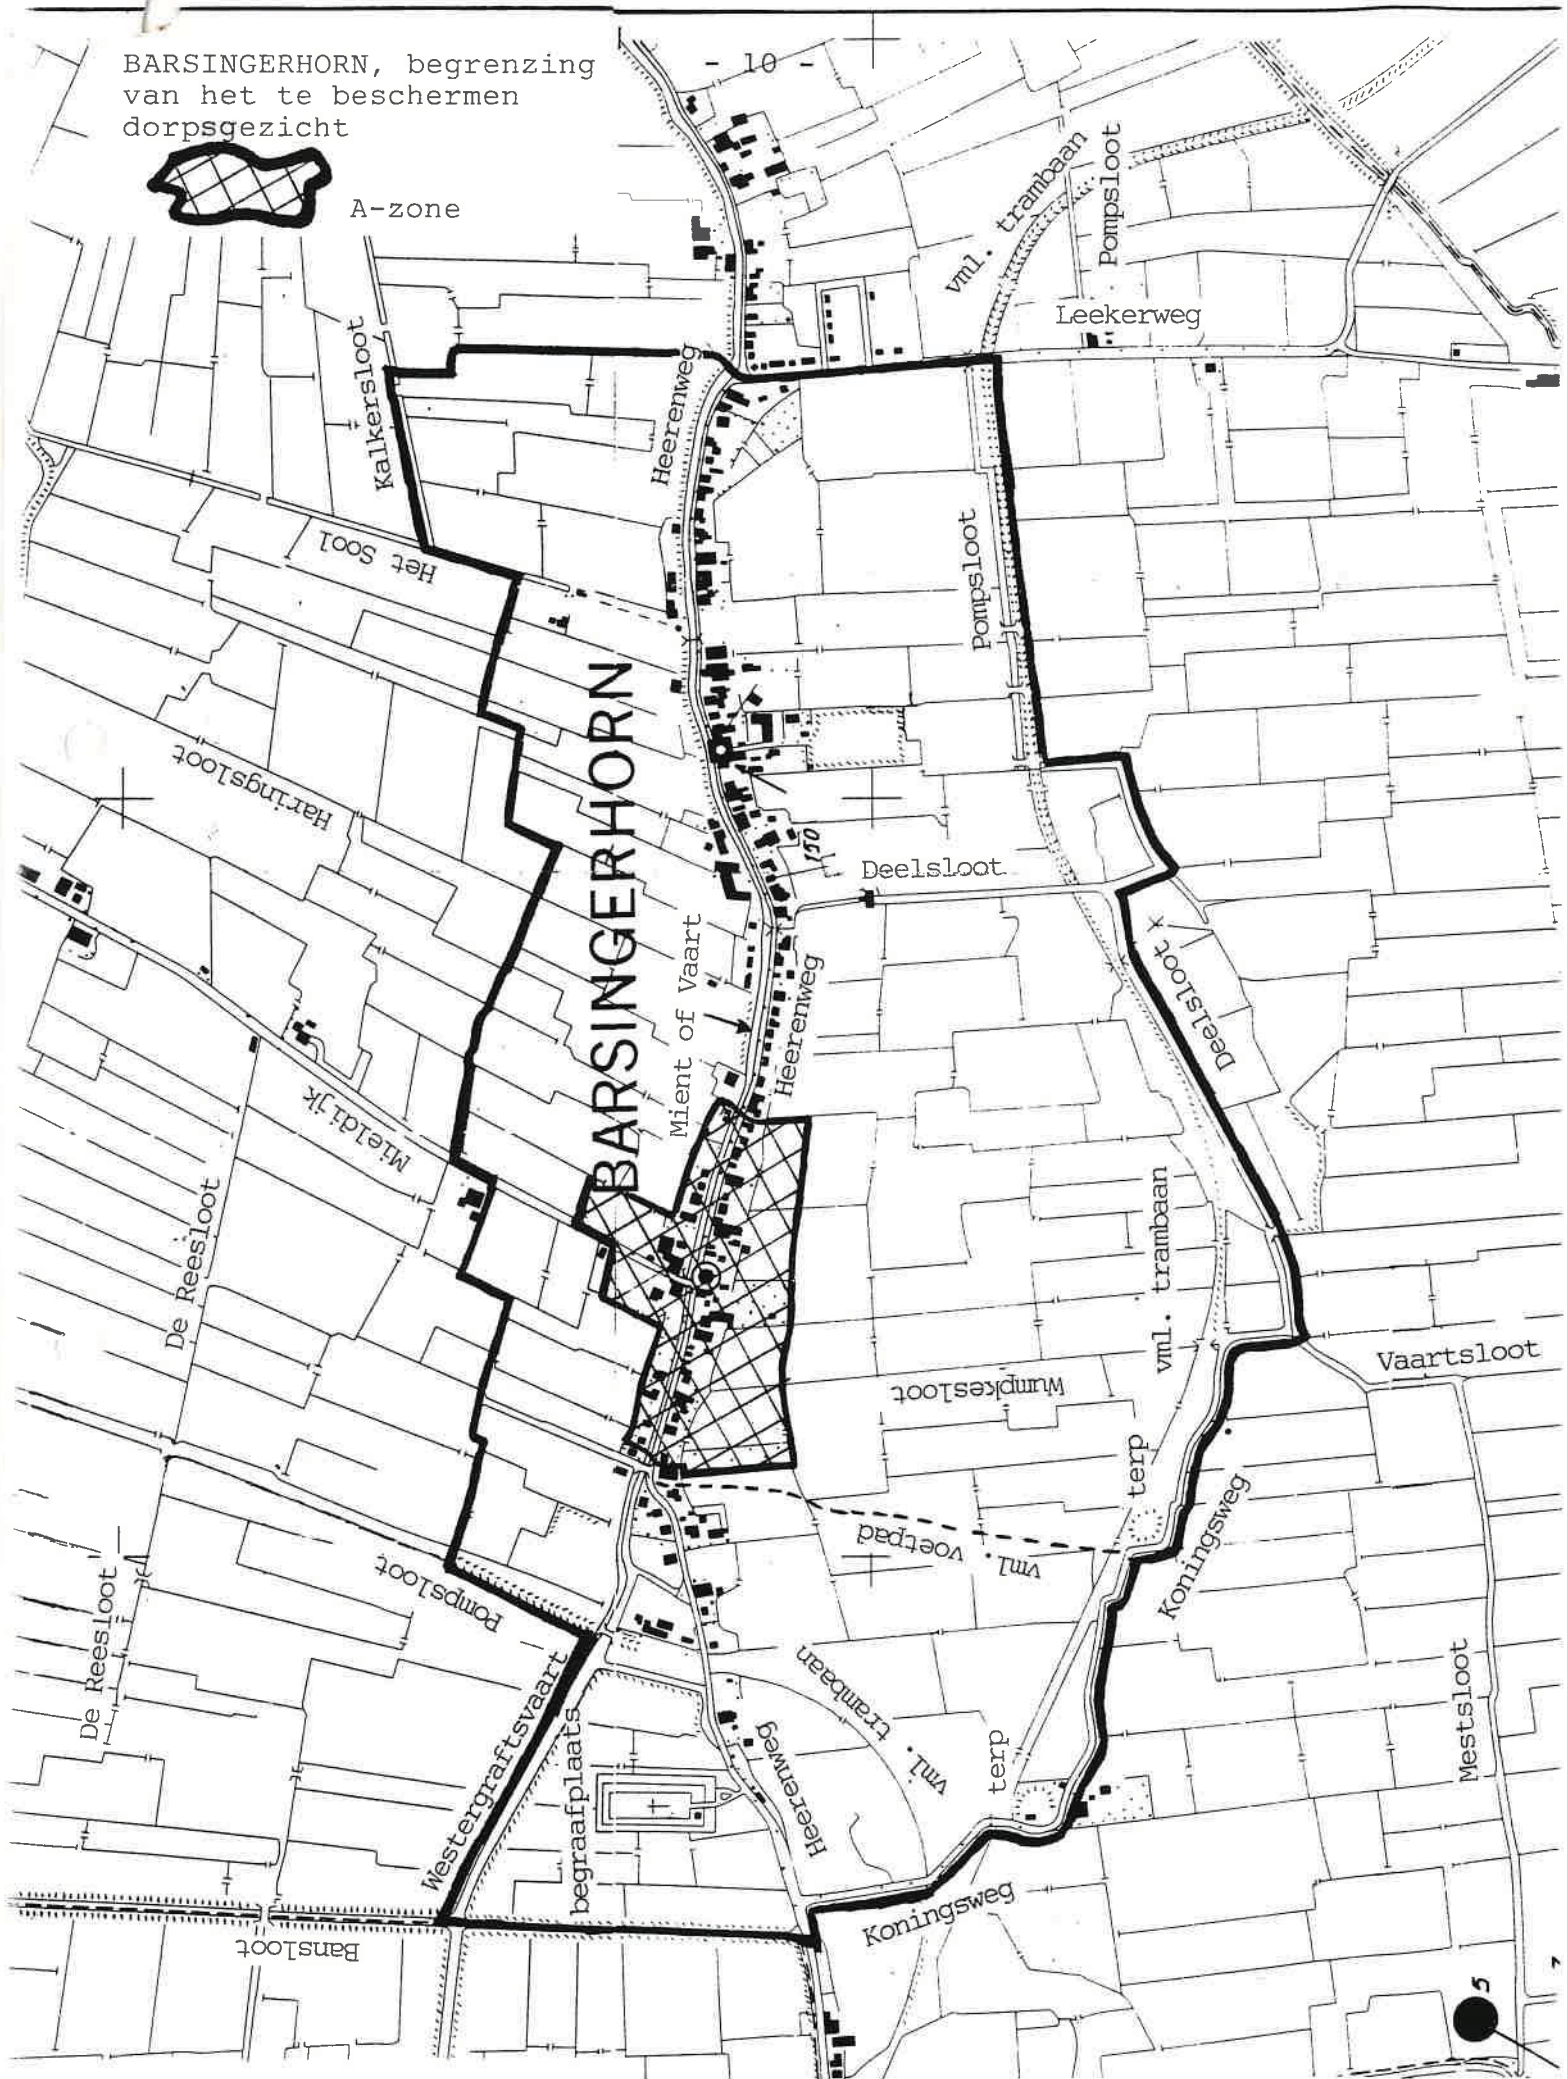 BARSINGERHORN, begrenzing
van het te beschermen
dorpsgezicht
- 10 -
A-zone
vml. trambaan
Pompsloot
Leekerweg
Kalkersloot
Heerenweg
Het Sool
Pompsloot
Haringsloot
BARSINGERHORN
150
Deelsloot
Mient of Vaart
Heerenweg
Deelsloot
Mieldijk
De Reesloot
vml. trambaan
Vaartsloot
Wumpkesloot
terp
Koningsweg
vml. voetpad
Pompsloot
De Reesloot
Westergraftsvaart
begraafplaats
Heerenweg
vml. trambaan
terp
Mestsloot
Koningsweg
Bansloot
5